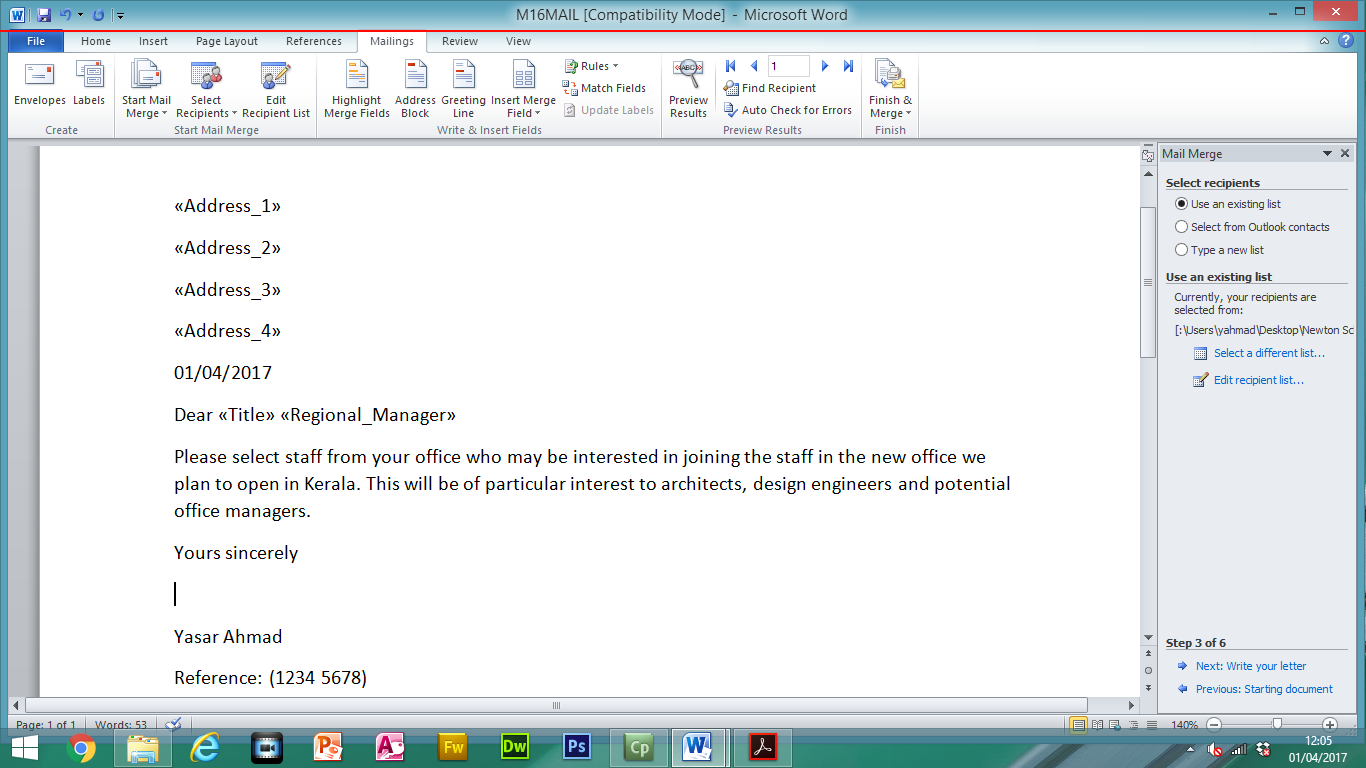 M16MAIL [Compatibility Mode] - Microsoft Word
File Home Insert Page Layout References Mailings Review View
Envelopes Labels
Create
Start Mail Merge
Select Recipients
Edit Recipient List
Start Mail Merge
Highlight Merge Fields
Address Block
Greeting Line
Insert Merge Field
Rules
Match Fields
Update Labels
Write & Insert Fields
«ABC»
Preview Results
1
Find Recipient
Auto Check for Errors
Preview Results
Finish & Merge
Finish
«Address_1»
«Address_2»
«Address_3»
«Address_4»
01/04/2017
Dear «Title» «Regional_Manager»
Please select staff from your office who may be interested in joining the staff in the new office we
plan to open in Kerala. This will be of particular interest to architects, design engineers and potential
office managers.
Yours sincerely
Yasar Ahmad
Reference: (1234 5678)
Mail Merge
Select recipients
Use an existing list
Select from Outlook contacts
Type a new list
Use an existing list
Currently, your recipients are
selected from:
[:\Users\yahmad\Desktop\Newton Sc
Select a different list...
Edit recipient list...
Step 3 of 6
Next: Write your letter
Previous: Starting document
Page: 1 of 1 Words: 53 140%
Fw Dw Ps Cp
12:05
01/04/2017